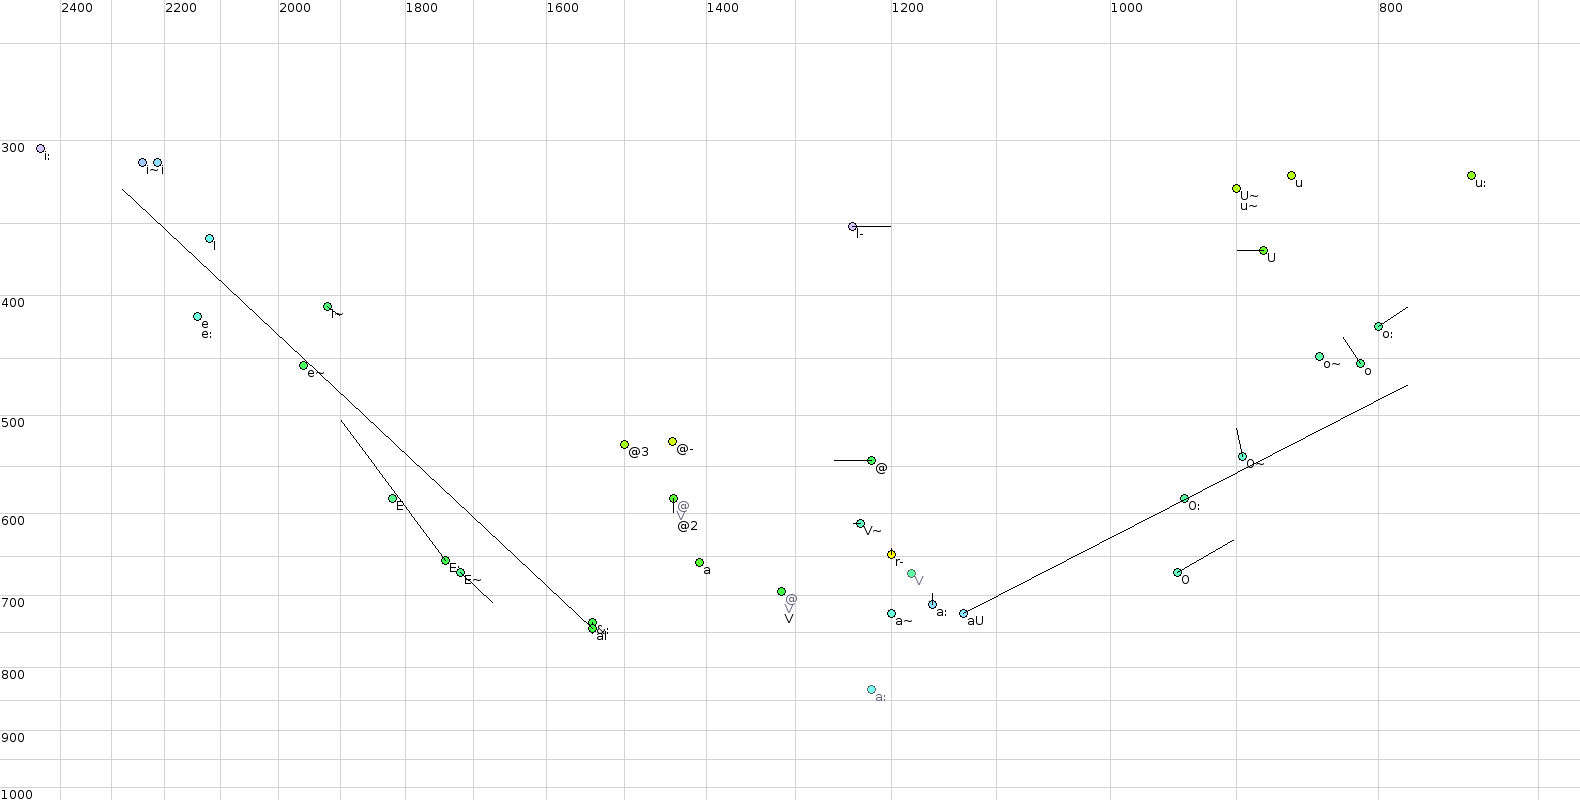 2400 2200 2000 1800 1600 1400 1200 1000 800
300
i:
i~ i
u
u:
U~
u~
I-
I
U
400
I~
e
e:
o:
e~
o~
o
500
@3
@-
O~
@
E
@
V
@2
O:
600
V~
r-
E:
a
E~
V
O
700
@
V
V
a:
a~
aU
&:
aI
800
a:
900
1000